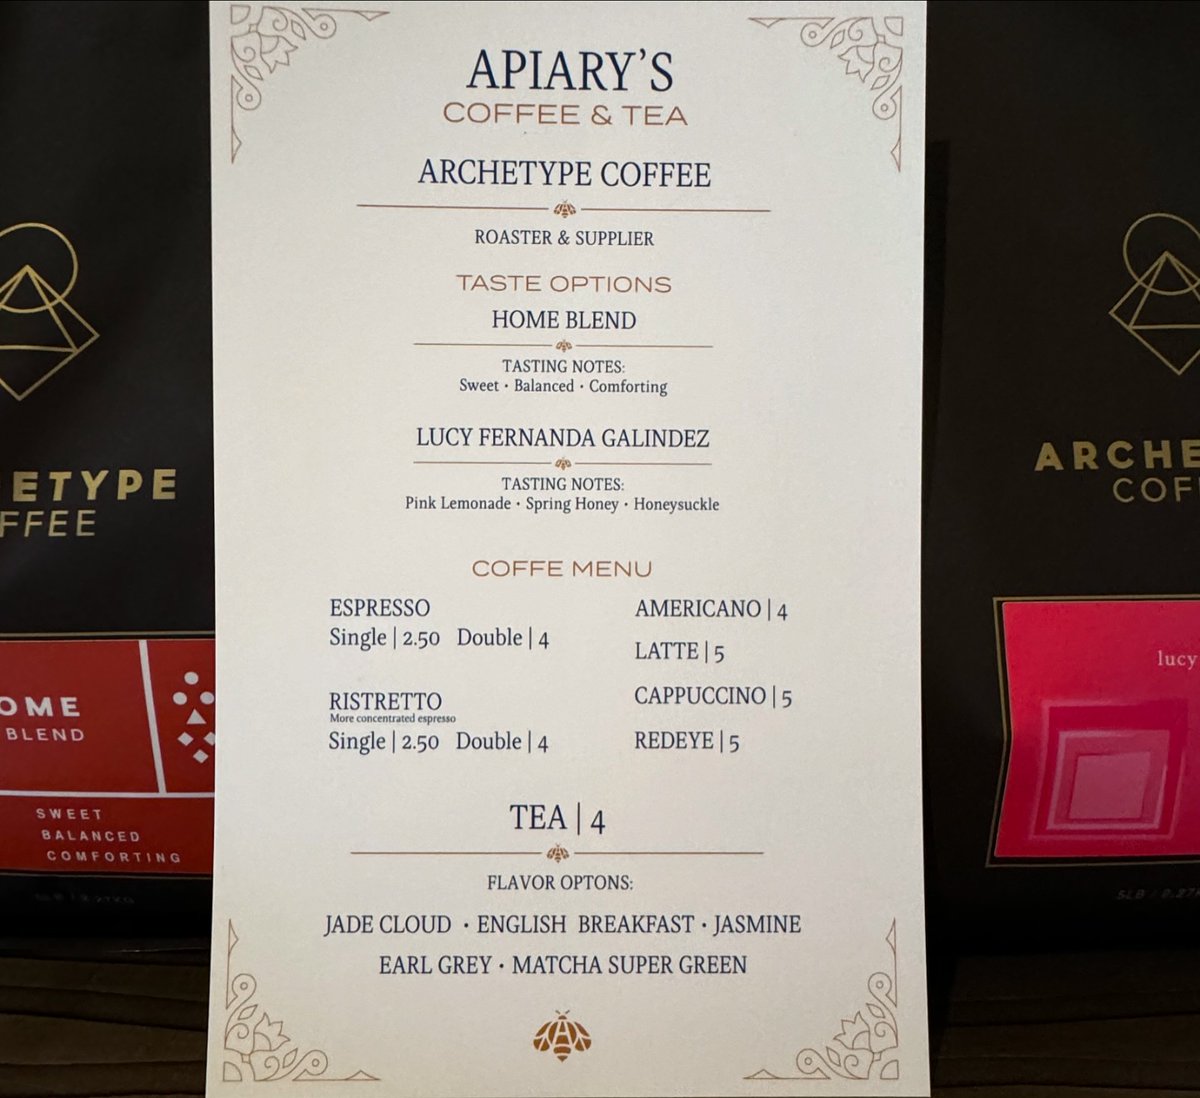 APIARY'S
COFFEE & TEA
ARCHETYPE COFFEE
ROASTER & SUPPLIER
TASTE OPTIONS
HOME BLEND
TASTING NOTES:
Sweet · Balanced · Comforting
LUCY FERNANDA GALINDEZ
TASTING NOTES:
Pink Lemonade · Spring Honey · Honeysuckle
COFFE MENU
ESPRESSO
Single | 2.50 Double | 4
RISTRETTO
More concentrated espresso
Single | 2.50 Double | 4
AMERICANO | 4
LATTE | 5
CAPPUCCINO | 5
REDEYE | 5
TEA | 4
FLAVOR OPTONS:
JADE CLOUD · ENGLISH BREAKFAST · JASMINE
EARL GREY · MATCHA SUPER GREEN
ETYPE
FFEE
OME
BLEND
SWEET
BALANCED
COMFORTING
ARCHE
COF
lucy